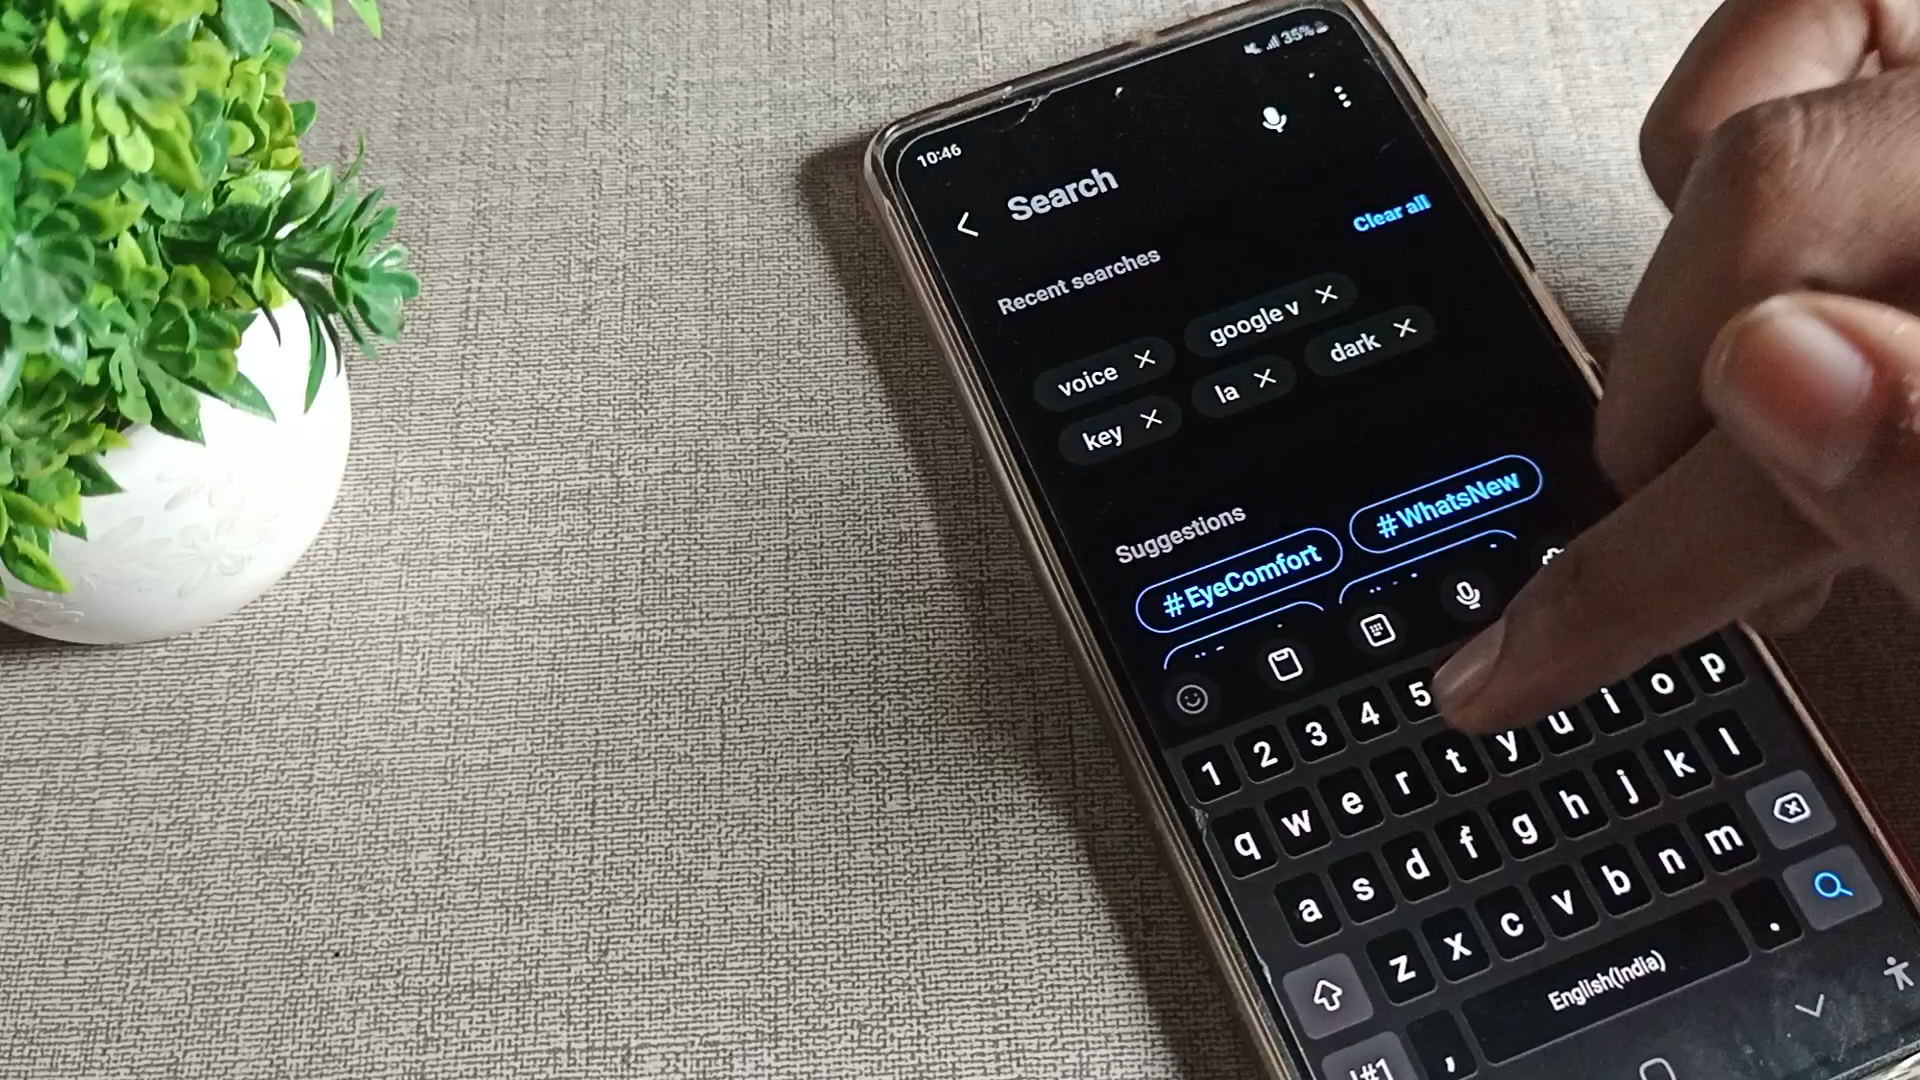 35%
10:46
Search
Clear all
Recent searches
voice google v
key la dark
Suggestions
#EyeComfort #WhatsNew
1 2 3 4 5
q w e r t y u i o p
a s d f g h j k l
z x c v b n m
, English(India) .
!#1